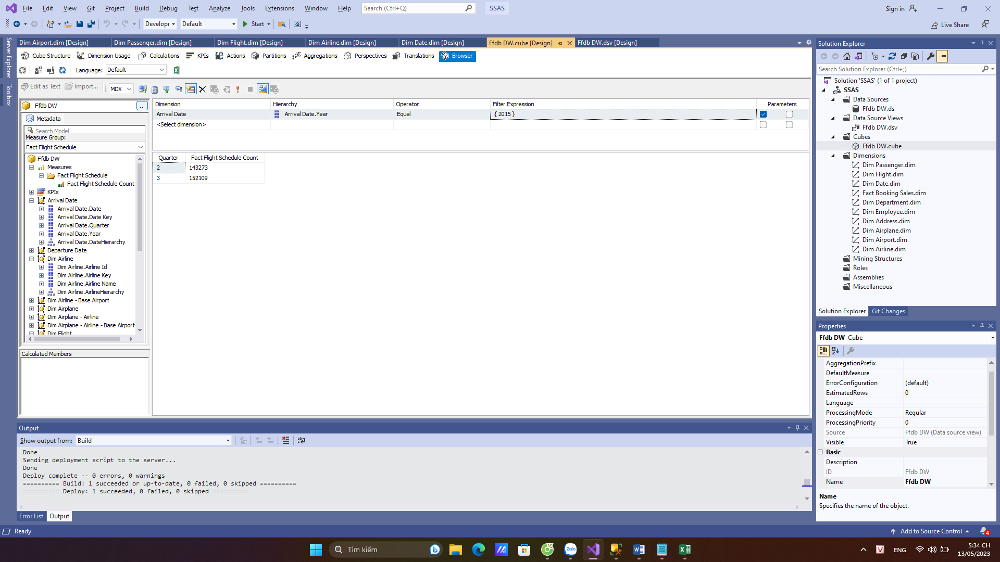 File Edit View Git Project Build Debug Test Analyze Tools Extensions Window Help Search (Ctrl+Q) SSAS Sign in
Develop Default Start Live Share
Server Explorer
Toolbox
Dim Airport.dim [Design] Dim Passenger.dim [Design] Dim Flight.dim [Design] Dim Airline.dim [Design] Dim Date.dim [Design] Ffdb DW.cube [Design] Ffdb DW.dsv [Design]
Cube Structure Dimension Usage Calculations KPIs Actions Partitions Aggregations Perspectives Translations Browser
Language: Default
Edit as Text Import... MDX
Ffdb DW ..
Metadata
Search Model
Measure Group:
Fact Flight Schedule
Ffdb DW
Measures
Fact Flight Schedule
Fact Flight Schedule Count
KPIs
Arrival Date
Arrival Date.Date
Arrival Date.Date Key
Arrival Date.Quarter
Arrival Date.Year
Arrival Date.DateHierarchy
Departure Date
Dim Airline
Dim Airline.Airline Id
Dim Airline.Airline Key
Dim Airline.Airline Name
Dim Airline.AirlineHierarchy
Dim Airline - Base Airport
Dim Airplane
Dim Airplane - Airline
Dim Airplane - Airline - Base Airport
Dim Flight
Calculated Members
Dimension Hierarchy Operator Filter Expression Parameters
Arrival Date Arrival Date.Year Equal { 2015 }
<Select dimension>
Quarter Fact Flight Schedule Count
2 143273
3 152109
Output
Show output from: Build
Done
Sending deployment script to the server...
Done
Deploy complete -- 0 errors, 0 warnings
========== Build: 1 succeeded or up-to-date, 0 failed, 0 skipped ==========
========== Deploy: 1 succeeded, 0 failed, 0 skipped ==========
Error List Output
Solution Explorer
Search Solution Explorer (Ctrl+;)
Solution 'SSAS' (1 of 1 project)
SSAS
Data Sources
Ffdb DW.ds
Data Source Views
Ffdb DW.dsv
Cubes
Ffdb DW.cube
Dimensions
Dim Passenger.dim
Dim Flight.dim
Dim Date.dim
Fact Booking Sales.dim
Dim Department.dim
Dim Employee.dim
Dim Address.dim
Dim Airplane.dim
Dim Airport.dim
Dim Airline.dim
Mining Structures
Roles
Assemblies
Miscellaneous
Solution Explorer Git Changes
Properties
Ffdb DW Cube
AggregationPrefix
DefaultMeasure
ErrorConfiguration (default)
EstimatedRows 0
Language
ProcessingMode Regular
ProcessingPriority 0
Source Ffdb DW (Data source view)
Visible True
Basic
Description
ID Ffdb DW
Name Ffdb DW
Name
Specifies the name of the object.
Ready Add to Source Control 4
Tìm kiếm Zalo V ENG 5:34 CH
13/05/2023